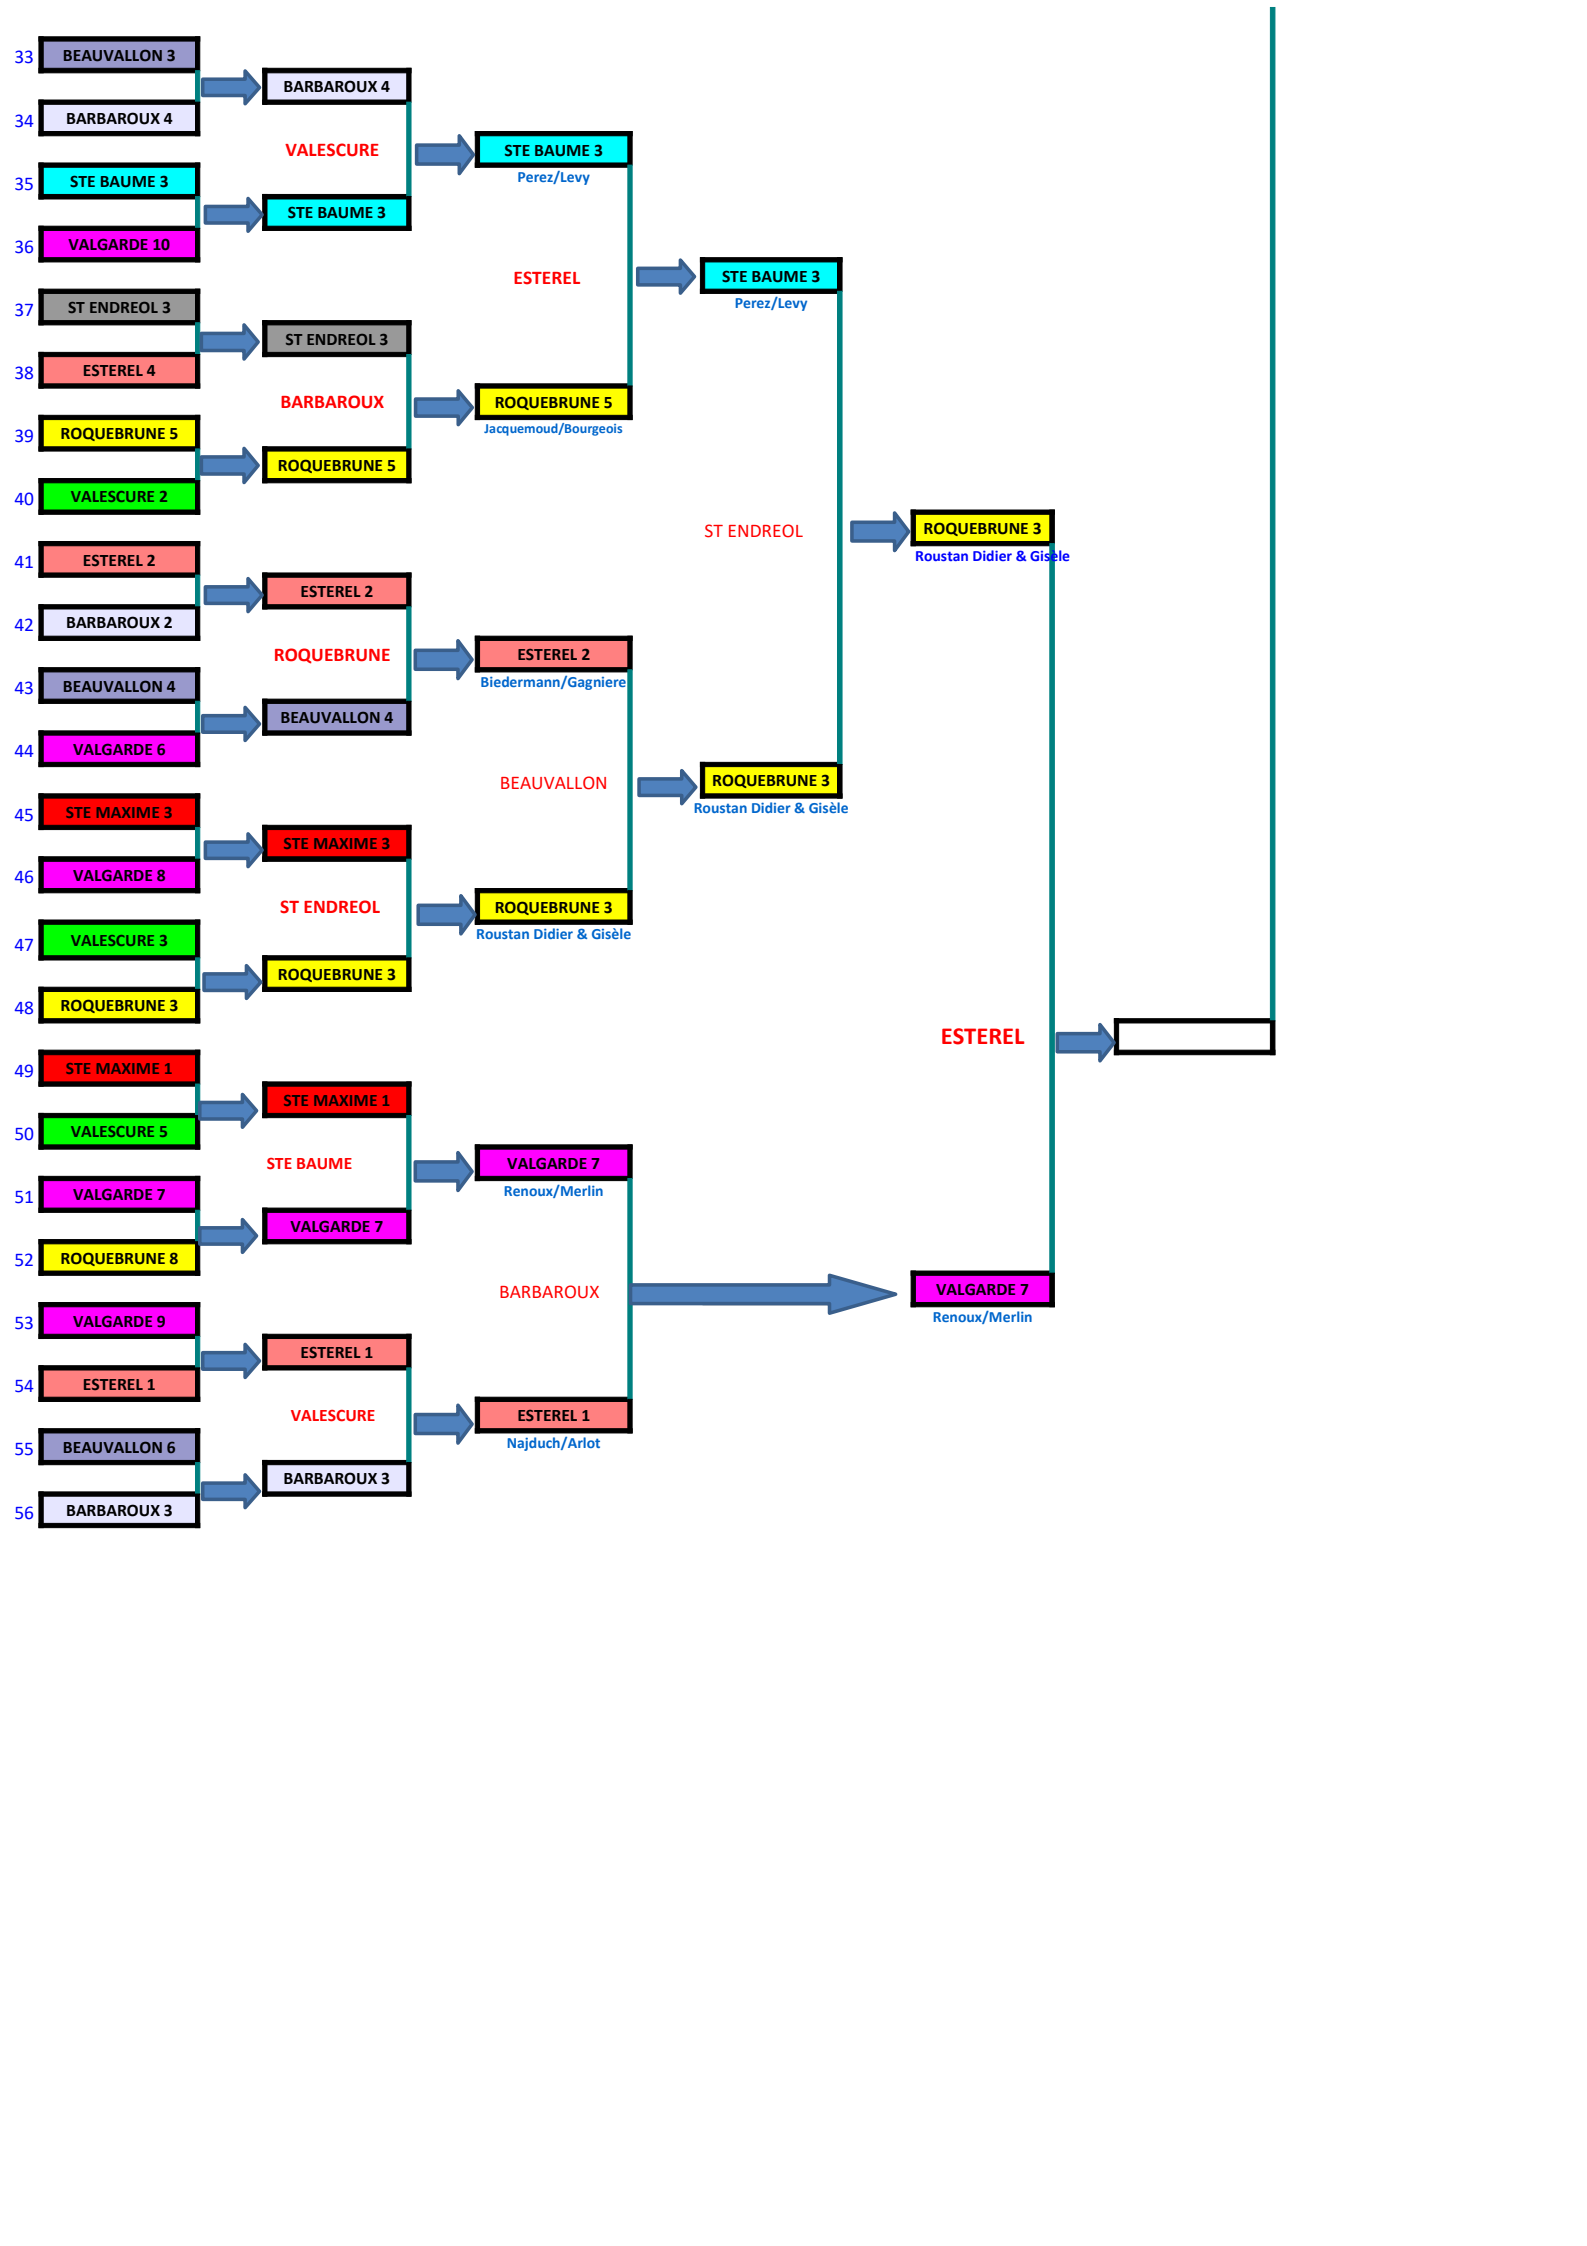 33 BEAUVALLON 3
BARBAROUX 4
34 BARBAROUX 4
VALESCURE
STE BAUME 3
Perez/Levy
35 STE BAUME 3
STE BAUME 3
36 VALGARDE 10
ESTEREL
STE BAUME 3
Perez/Levy
37 ST ENDREOL 3
ST ENDREOL 3
38 ESTEREL 4
BARBAROUX
ROQUEBRUNE 5
Jacquemoud/Bourgeois
39 ROQUEBRUNE 5
ROQUEBRUNE 5
40 VALESCURE 2
ST ENDREOL
ROQUEBRUNE 3
Roustan Didier & Gisèle
41 ESTEREL 2
ESTEREL 2
42 BARBAROUX 2
ROQUEBRUNE
ESTEREL 2
Biedermann/Gagniere
43 BEAUVALLON 4
BEAUVALLON 4
44 VALGARDE 6
BEAUVALLON
ROQUEBRUNE 3
Roustan Didier & Gisèle
45 STE MAXIME 3
STE MAXIME 3
46 VALGARDE 8
ST ENDREOL
ROQUEBRUNE 3
Roustan Didier & Gisèle
47 VALESCURE 3
ROQUEBRUNE 3
48 ROQUEBRUNE 3
ESTEREL
49 STE MAXIME 1
STE MAXIME 1
50 VALESCURE 5
STE BAUME
VALGARDE 7
Renoux/Merlin
51 VALGARDE 7
VALGARDE 7
52 ROQUEBRUNE 8
BARBAROUX
VALGARDE 7
Renoux/Merlin
53 VALGARDE 9
ESTEREL 1
54 ESTEREL 1
VALESCURE
ESTEREL 1
Najduch/Arlot
55 BEAUVALLON 6
BARBAROUX 3
56 BARBAROUX 3